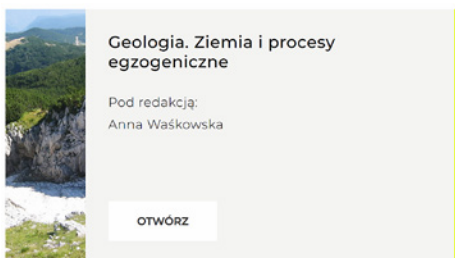 Geologia. Ziemia i procesy
egzogeniczne
Pod redakcją:
Anna Waśkowska
OTWÓRZ